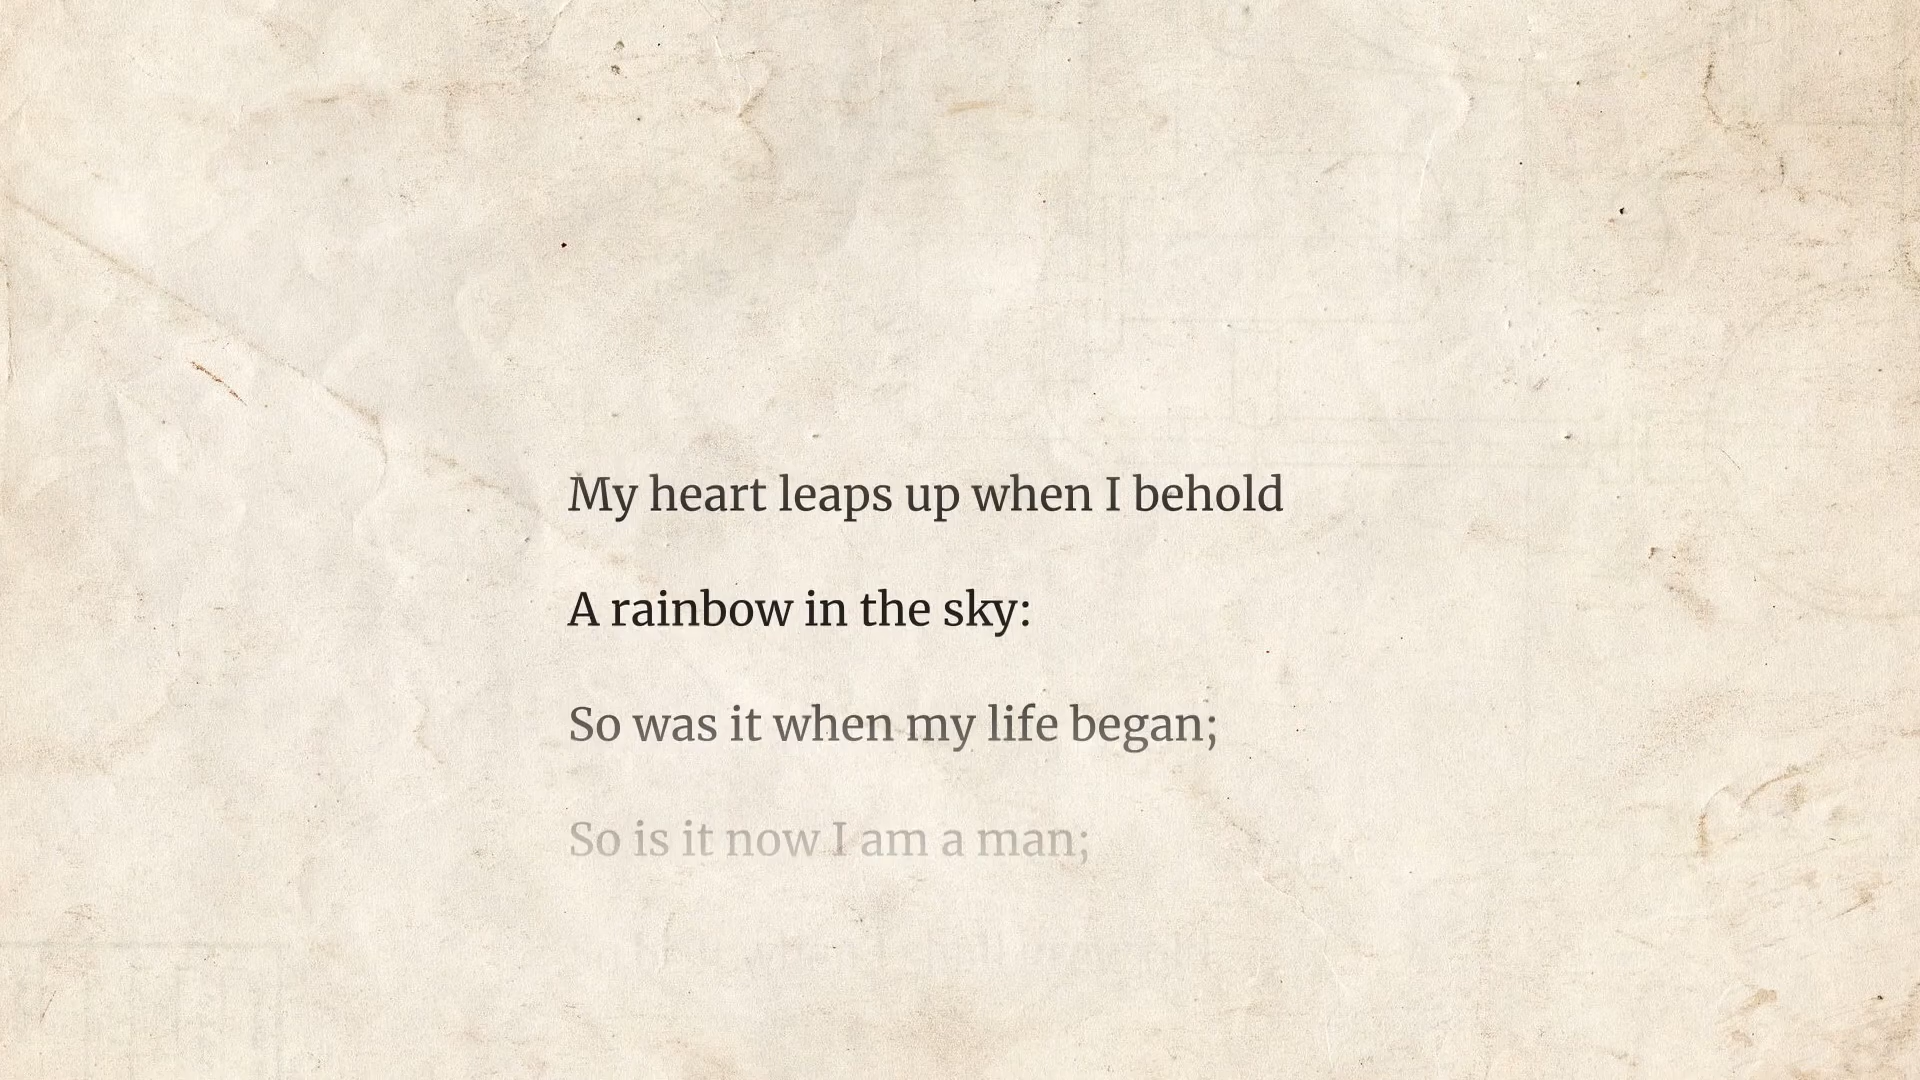 My heart leaps up when I behold
A rainbow in the sky:
So was it when my life began;
So is it now I am a man;